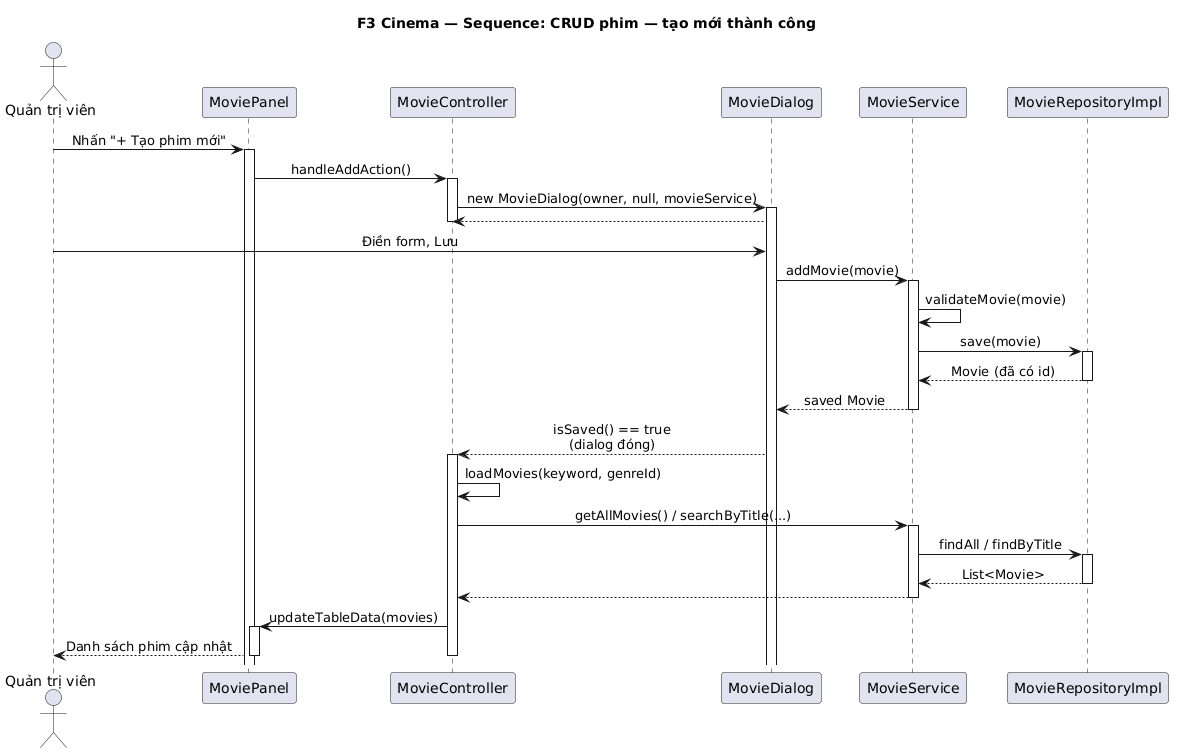 F3 Cinema — Sequence: CRUD phim — tạo mới thành công
Quản trị viên
MoviePanel
MovieController
MovieDialog
MovieService
MovieRepositoryImpl
Nhấn "+ Tạo phim mới"
handleAddAction()
new MovieDialog(owner, null, movieService)
Điền form, Lưu
addMovie(movie)
validateMovie(movie)
save(movie)
Movie (đã có id)
saved Movie
isSaved() == true
(dialog đóng)
loadMovies(keyword, genreId)
getAllMovies() / searchByTitle(...)
findAll / findByTitle
List<Movie>
updateTableData(movies)
Danh sách phim cập nhật
Quản trị viên
MoviePanel
MovieController
MovieDialog
MovieService
MovieRepositoryImpl